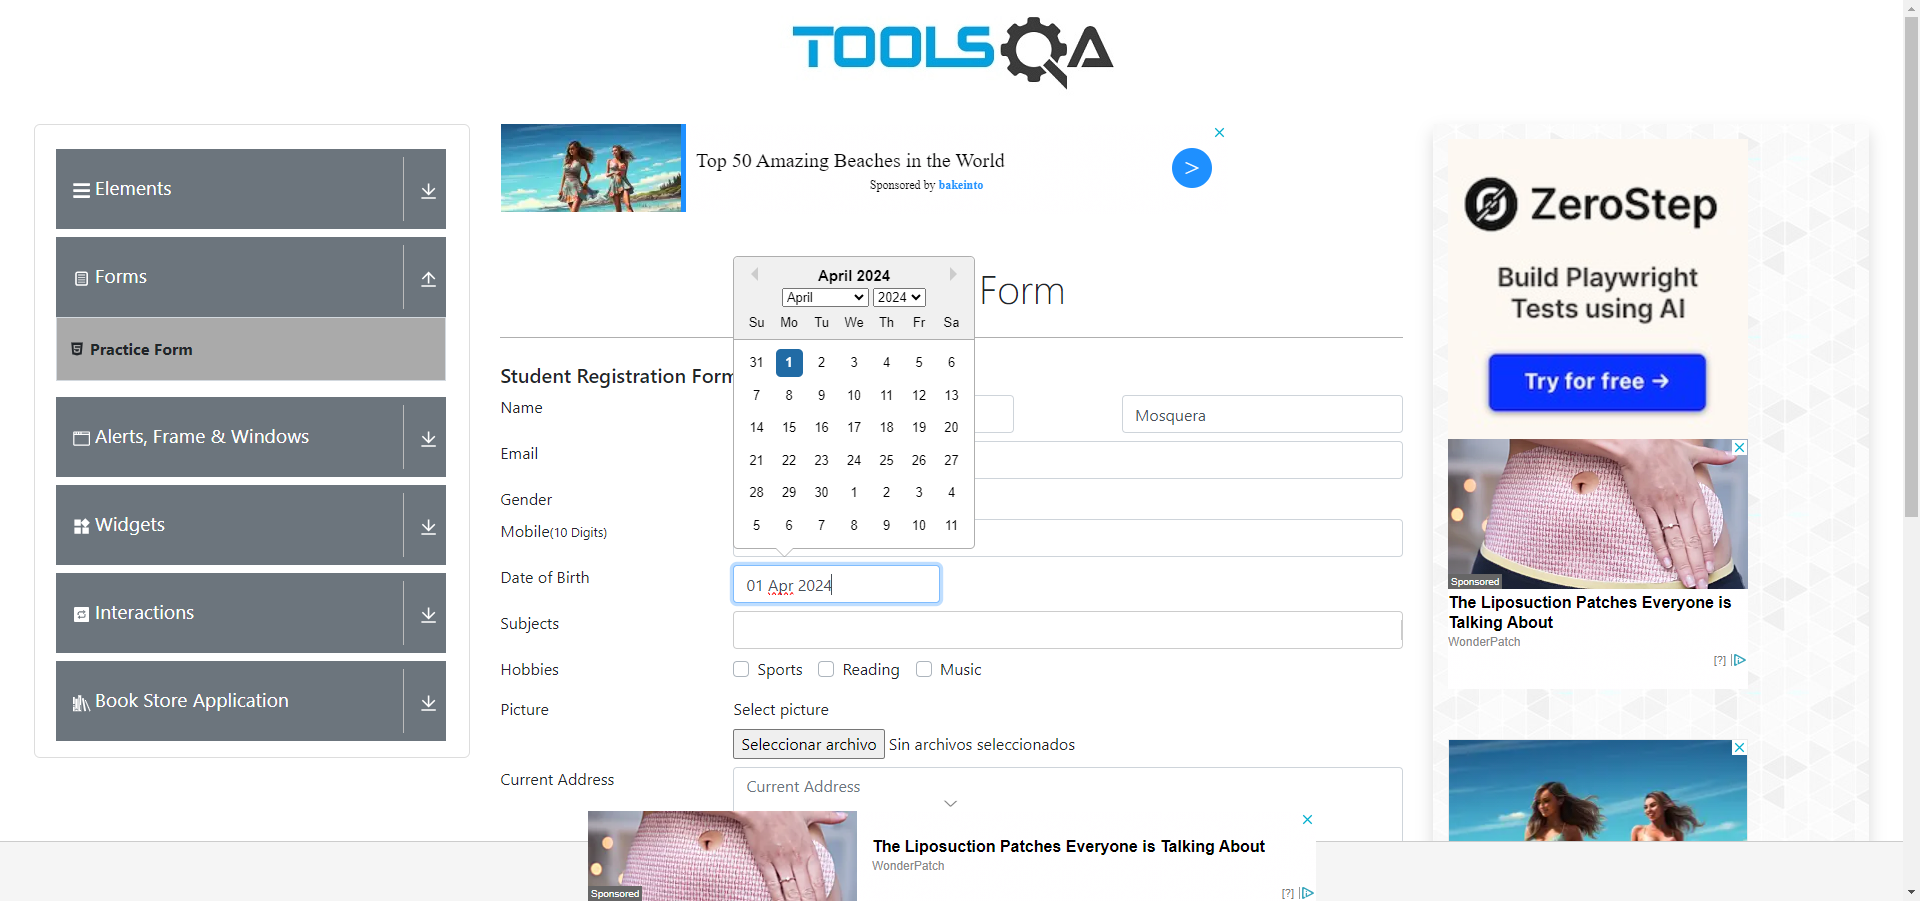 TOOLSQA
Elements
Forms
Practice Form
Alerts, Frame & Windows
Widgets
Interactions
Book Store Application
Top 50 Amazing Beaches in the World
Sponsored by bakeinto
>
Form
April 2024
April 2024
Su Mo Tu We Th Fr Sa
31 1 2 3 4 5 6
7 8 9 10 11 12 13
14 15 16 17 18 19 20
21 22 23 24 25 26 27
28 29 30 1 2 3 4
5 6 7 8 9 10 11
Student Registration Form
Name
Mosquera
Email
Gender
Mobile(10 Digits)
Date of Birth
01 Apr 2024
Subjects
Hobbies
Sports Reading Music
Picture
Select picture
Seleccionar archivo Sin archivos seleccionados
Current Address
Current Address
Sponsored
The Liposuction Patches Everyone is Talking About
WonderPatch
[?]
ZeroStep
Build Playwright
Tests using AI
Try for free →
Sponsored
The Liposuction Patches Everyone is
Talking About
WonderPatch
[?]